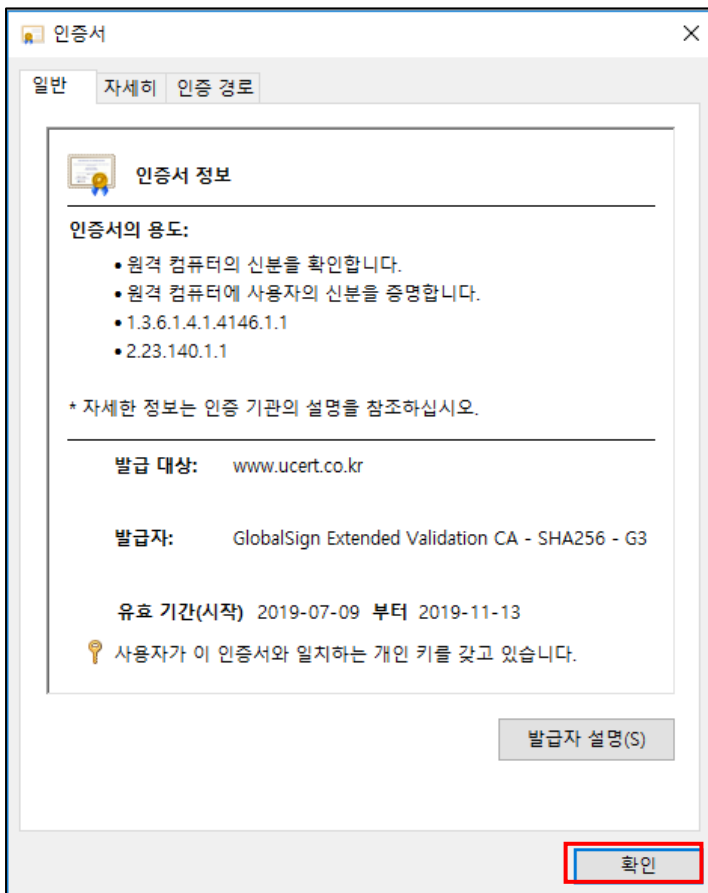 인증서
일반 자세히 인증 경로
인증서 정보
인증서의 용도:
• 원격 컴퓨터의 신분을 확인합니다.
• 원격 컴퓨터에 사용자의 신분을 증명합니다.
• 1.3.6.1.4.1.4146.1.1
• 2.23.140.1.1
* 자세한 정보는 인증 기관의 설명을 참조하십시오.
발급 대상: www.ucert.co.kr
발급자: GlobalSign Extended Validation CA - SHA256 - G3
유효 기간(시작) 2019-07-09 부터 2019-11-13
사용자가 이 인증서와 일치하는 개인 키를 갖고 있습니다.
발급자 설명(S)
확인